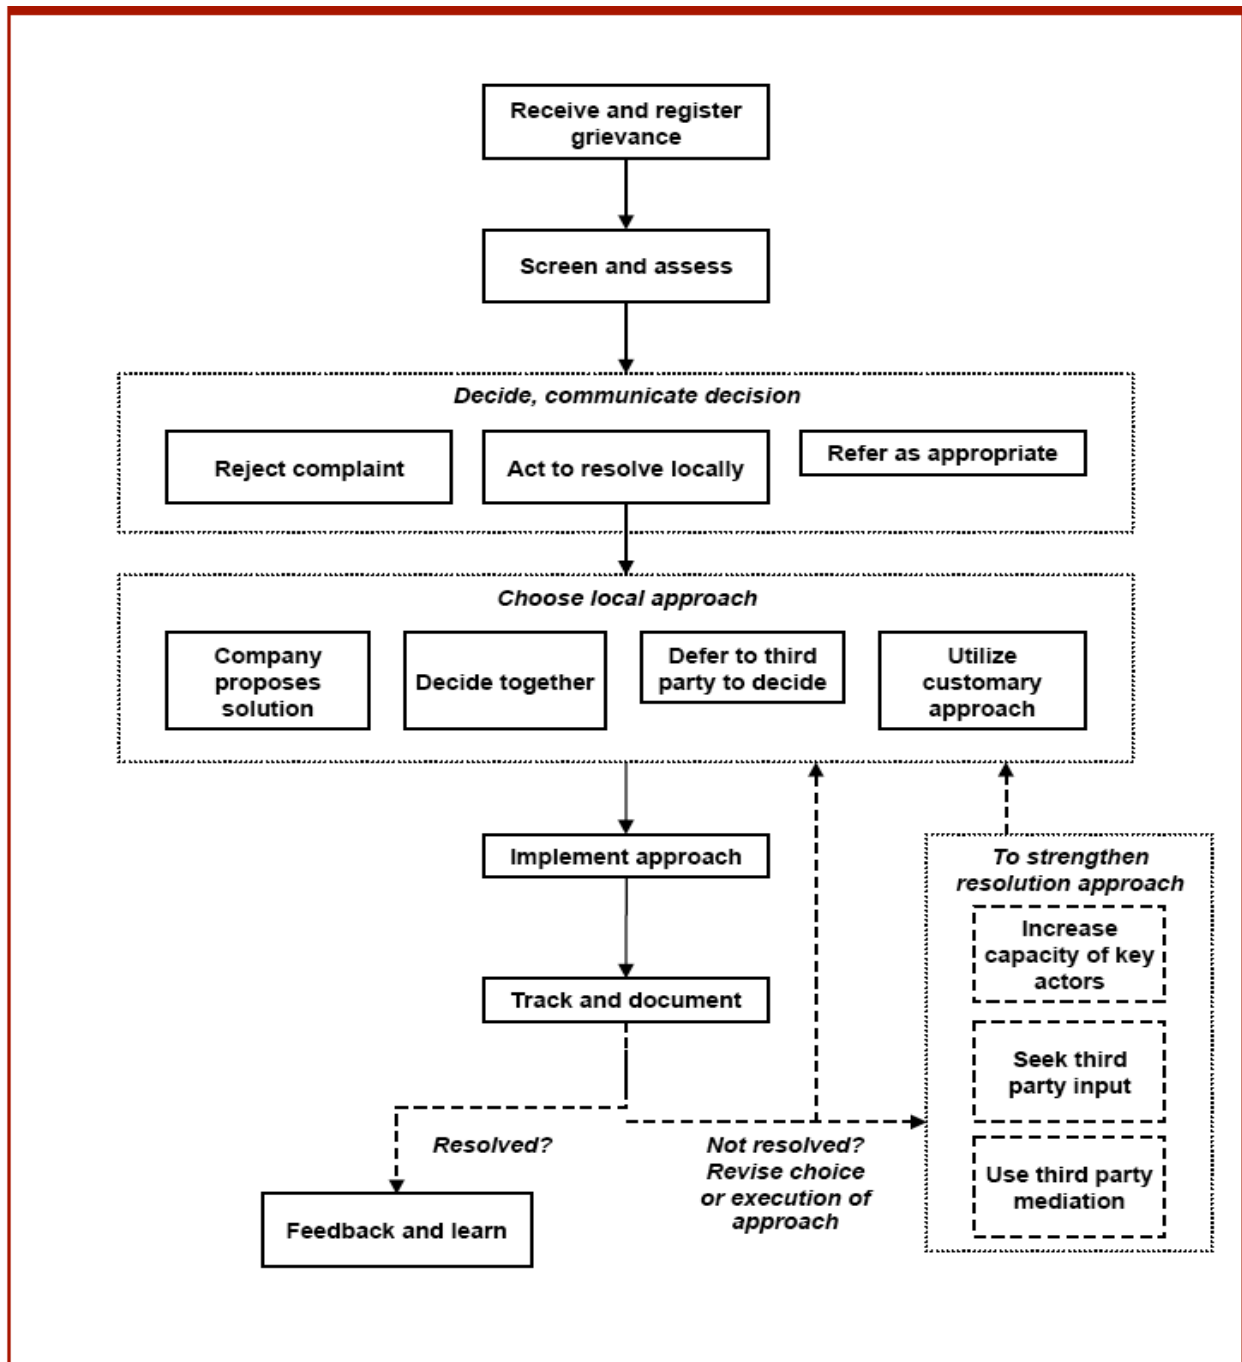 Receive and register
grievance
Screen and assess
Decide, communicate decision
Reject complaint
Act to resolve locally
Refer as appropriate
Choose local approach
Company
proposes
solution
Decide together
Defer to third
party to decide
Utilize
customary
approach
Implement approach
To strengthen
resolution approach
Increase
capacity of key
actors
Track and document
Seek third
party input
Resolved?
Not resolved?
Revise choice
or execution of
approach
Use third party
mediation
Feedback and learn